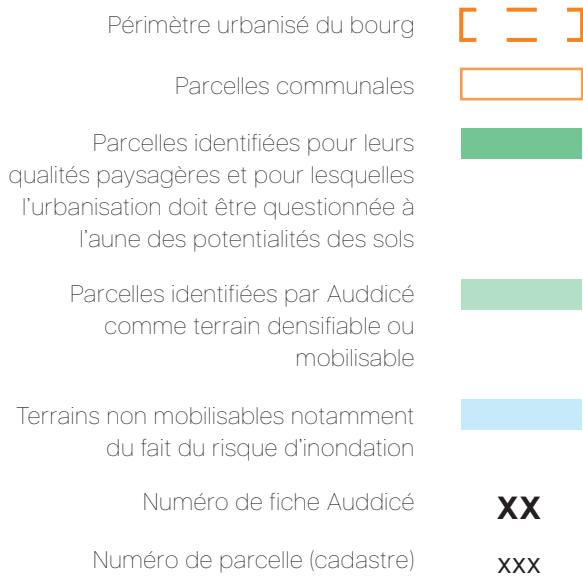 Périmètre urbanisé du bourg
Parcelles communales
Parcelles identifiées pour leurs
qualités paysagères et pour lesquelles
l'urbanisation doit être questionnée à
l'aune des potentialités des sols
Parcelles identifiées par Auddicé
comme terrain densifiable ou
mobilisable
Terrains non mobilisables notamment
du fait du risque d'inondation
Numéro de fiche Auddicé
XX
Numéro de parcelle (cadastre)
XXX